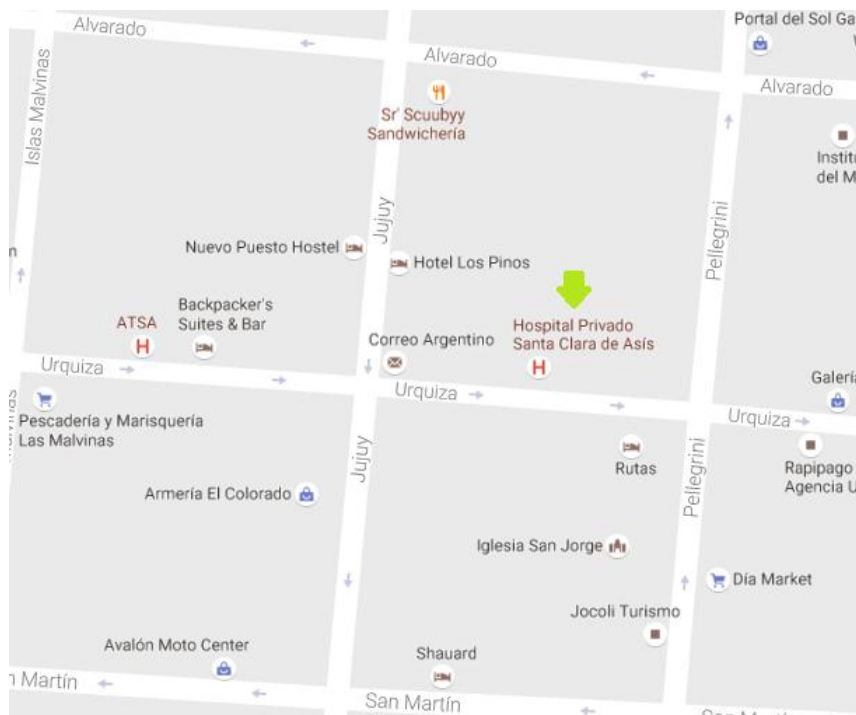 Portal del Sol Ga
Alvarado
Alvarado
Alvarado
Islas Malvinas
Sr' Scuubyy
Sandwichería
Instit
del M
Jujuy
Pellegrini
Nuevo Puesto Hostel
Hotel Los Pinos
Backpacker's
Suites & Bar
ATSA
H
Hospital Privado
Santa Clara de Asís
H
Correo Argentino
Urquiza
Urquiza
Urquiza
Galería
Pescadería y Marisquería
Las Malvinas
Rutas
Rapipago
Agencia U
Jujuy
Pellegrini
Armería El Colorado
Iglesia San Jorge
Día Market
Jocoli Turismo
Avalón Moto Center
Shauard
n Martín
San Martín